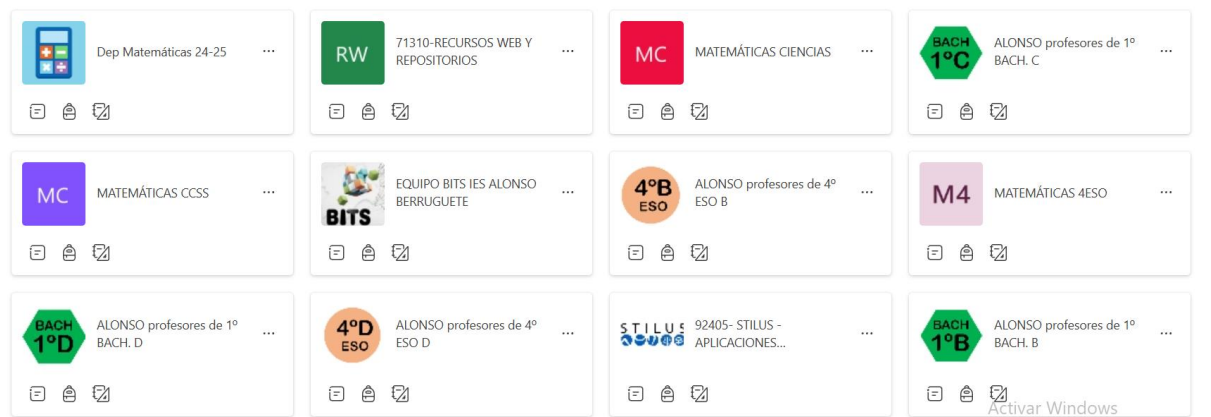 Dep Matemáticas 24-25
RW
71310-RECURSOS WEB Y
REPOSITORIOS
MC
MATEMÁTICAS CIENCIAS
BACH
1ºC
ALONSO profesores de 1º
BACH. C
MC
MATEMÁTICAS CCSS
BITS
EQUIPO BITS IES ALONSO
BERRUGUETE
4ºB
ESO
ALONSO profesores de 4º
ESO B
M4
MATEMÁTICAS 4ESO
BACH
1ºD
ALONSO profesores de 1º
BACH. D
4ºD
ESO
ALONSO profesores de 4º
ESO D
STILUS
92405- STILUS -
APLICACIONES...
BACH
1ºB
ALONSO profesores de 1º
BACH. B
Activar Windows